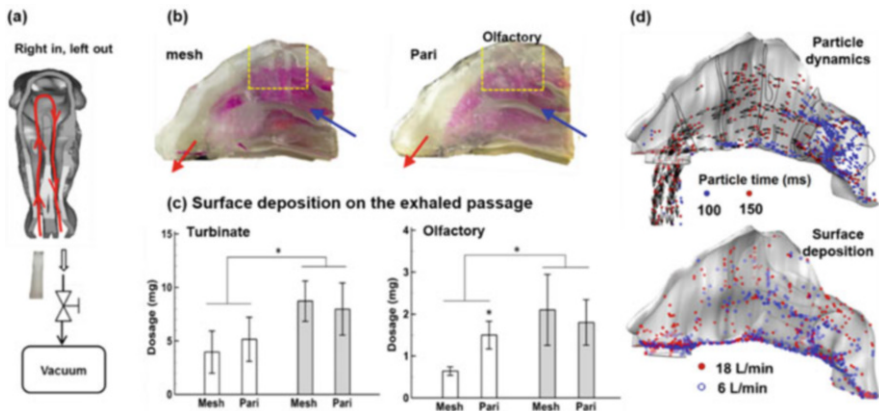 (a)
Right in, left out
Vacuum
(b)
mesh
Pari
Olfactory
(c) Surface deposition on the exhaled passage
Turbinate
Dosage (mg)
15
10
5
0
*
Mesh Pari Mesh Pari
Olfactory
Dosage (mg)
4
3
2
1
0
*
*
Mesh Pari Mesh Pari
(d)
Particle
dynamics
Particle time (ms)
100 150
Surface
deposition
18 L/min
6 L/min